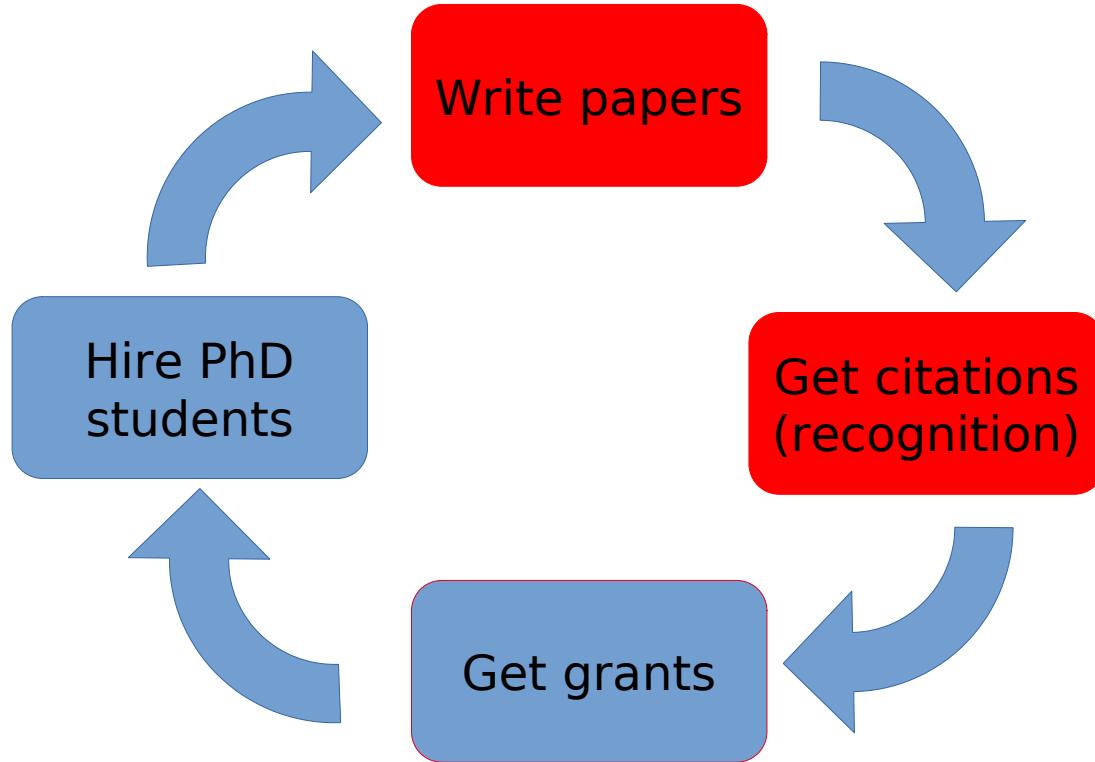 Write papers
Get citations
(recognition)
Get grants
Hire PhD
students